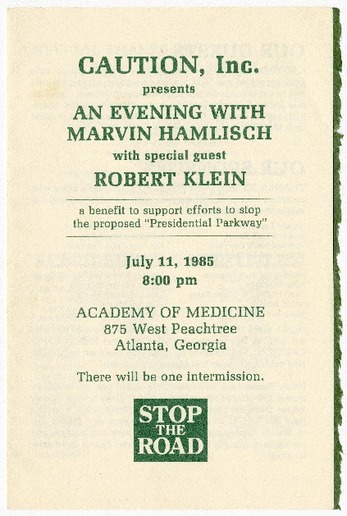 CAUTION, Inc.
presents
AN EVENING WITH
MARVIN HAMLISCH
with special guest
ROBERT KLEIN
a benefit to support efforts to stop
the proposed "Presidential Parkway"
July 11, 1985
8:00 pm
ACADEMY OF MEDICINE
875 West Peachtree
Atlanta, Georgia
There will be one intermission.
STOP
THE
ROAD